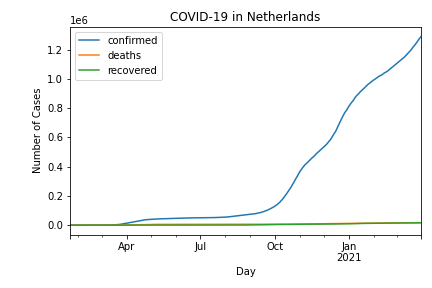 COVID-19 in Netherlands
1e6
confirmed
deaths
recovered
1.2
1.0
0.8
0.6
0.4
0.2
0.0
Number of Cases
Apr
Jul
Oct
Jan
2021
Day